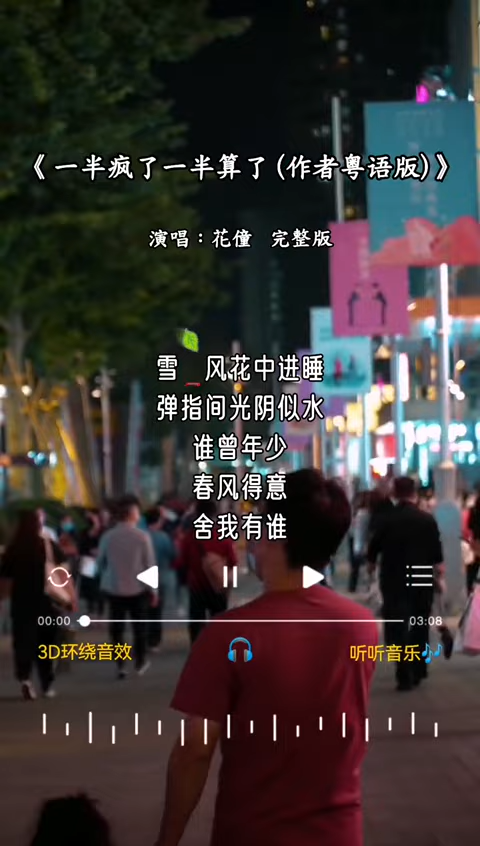 《一半疯了一半算了(作者粤语版)》
演唱：花僮 完整版
雪 风花中进睡
弹指间光阴似水
谁曾年少
春风得意
舍我有谁
00:00 03:08
3D环绕音效 听听音乐